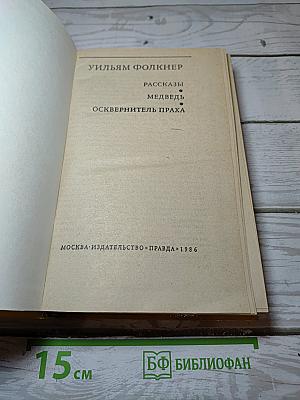 УИЛЬЯМ ФОЛКНЕР
РАССКАЗЫ
МЕДВЕДЬ
ОСКВЕРНИТЕЛЬ ПРАХА
МОСКВА·ИЗДАТЕЛЬСТВО «ПРАВДА» 1986
15 см
БФ БИБЛИОФАН